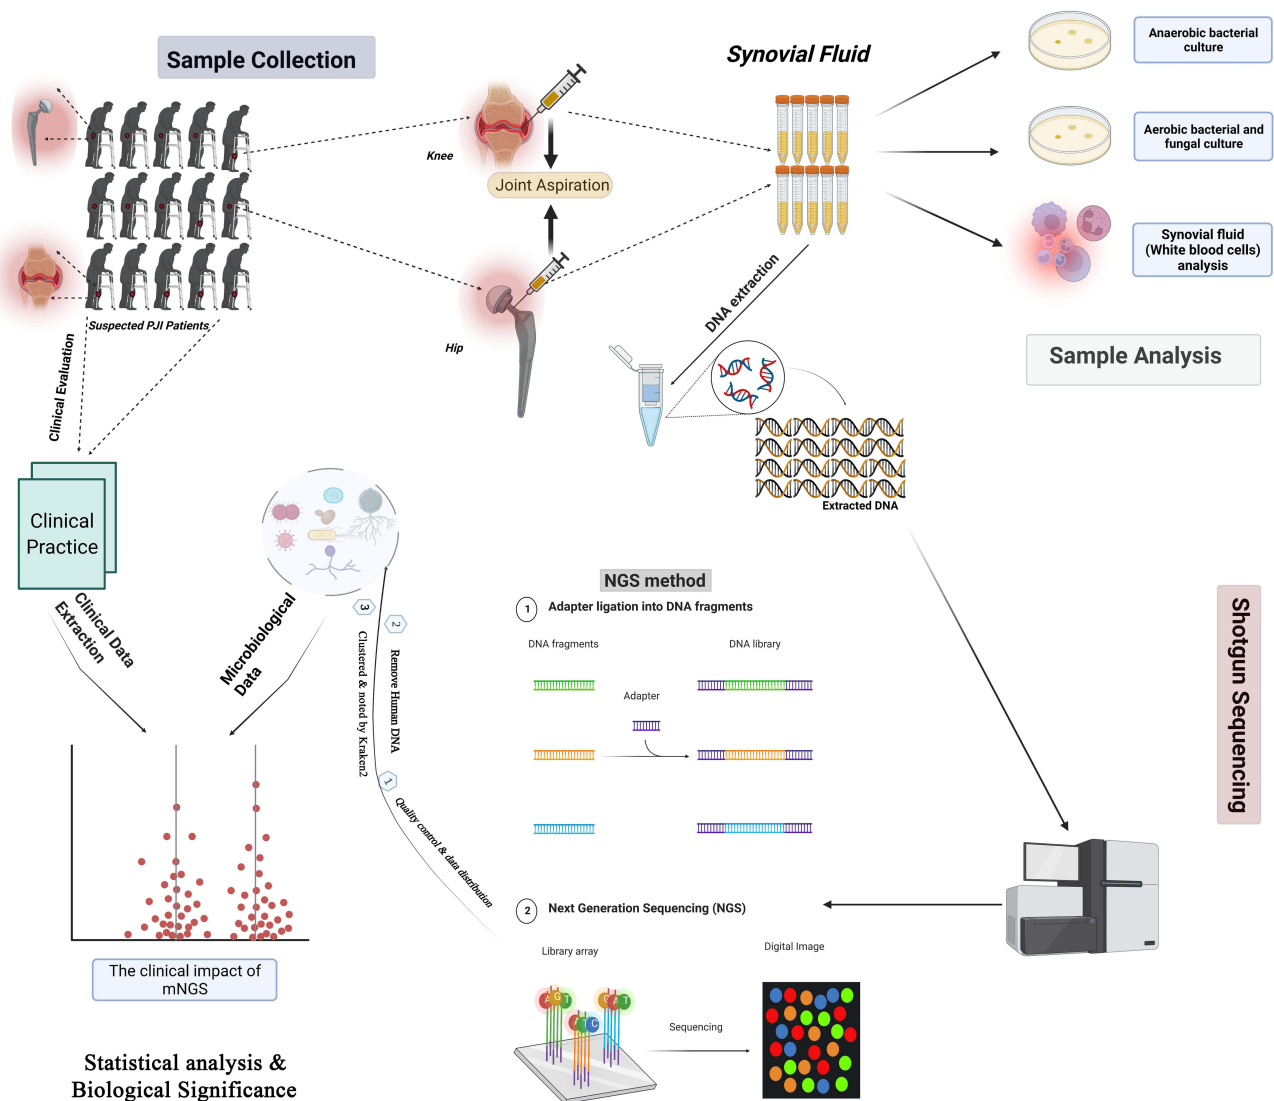 Sample Collection
Synovial Fluid
Anaerobic bacterial
culture
Aerobic bacterial and
fungal culture
Synovial fluid
(White blood cells)
analysis
Sample Analysis
Knee
Joint Aspiration
Hip
Suspected PJI Patients
Clinical Evaluation
DNA extraction
Extracted DNA
Clinical
Practice
Clinical Data
Extraction
Microbiological
Data
3
Clustered & noted by Kraken2
2
Remove Human DNA
1
Quality control & data distribution
NGS method
1 Adapter ligation into DNA fragments
DNA fragments
DNA library
Adapter
2 Next Generation Sequencing (NGS)
Library array
Digital Image
A G T
G A T
A T C
Sequencing
Shotgun Sequencing
The clinical impact of
mNGS
Statistical analysis &
Biological Significance